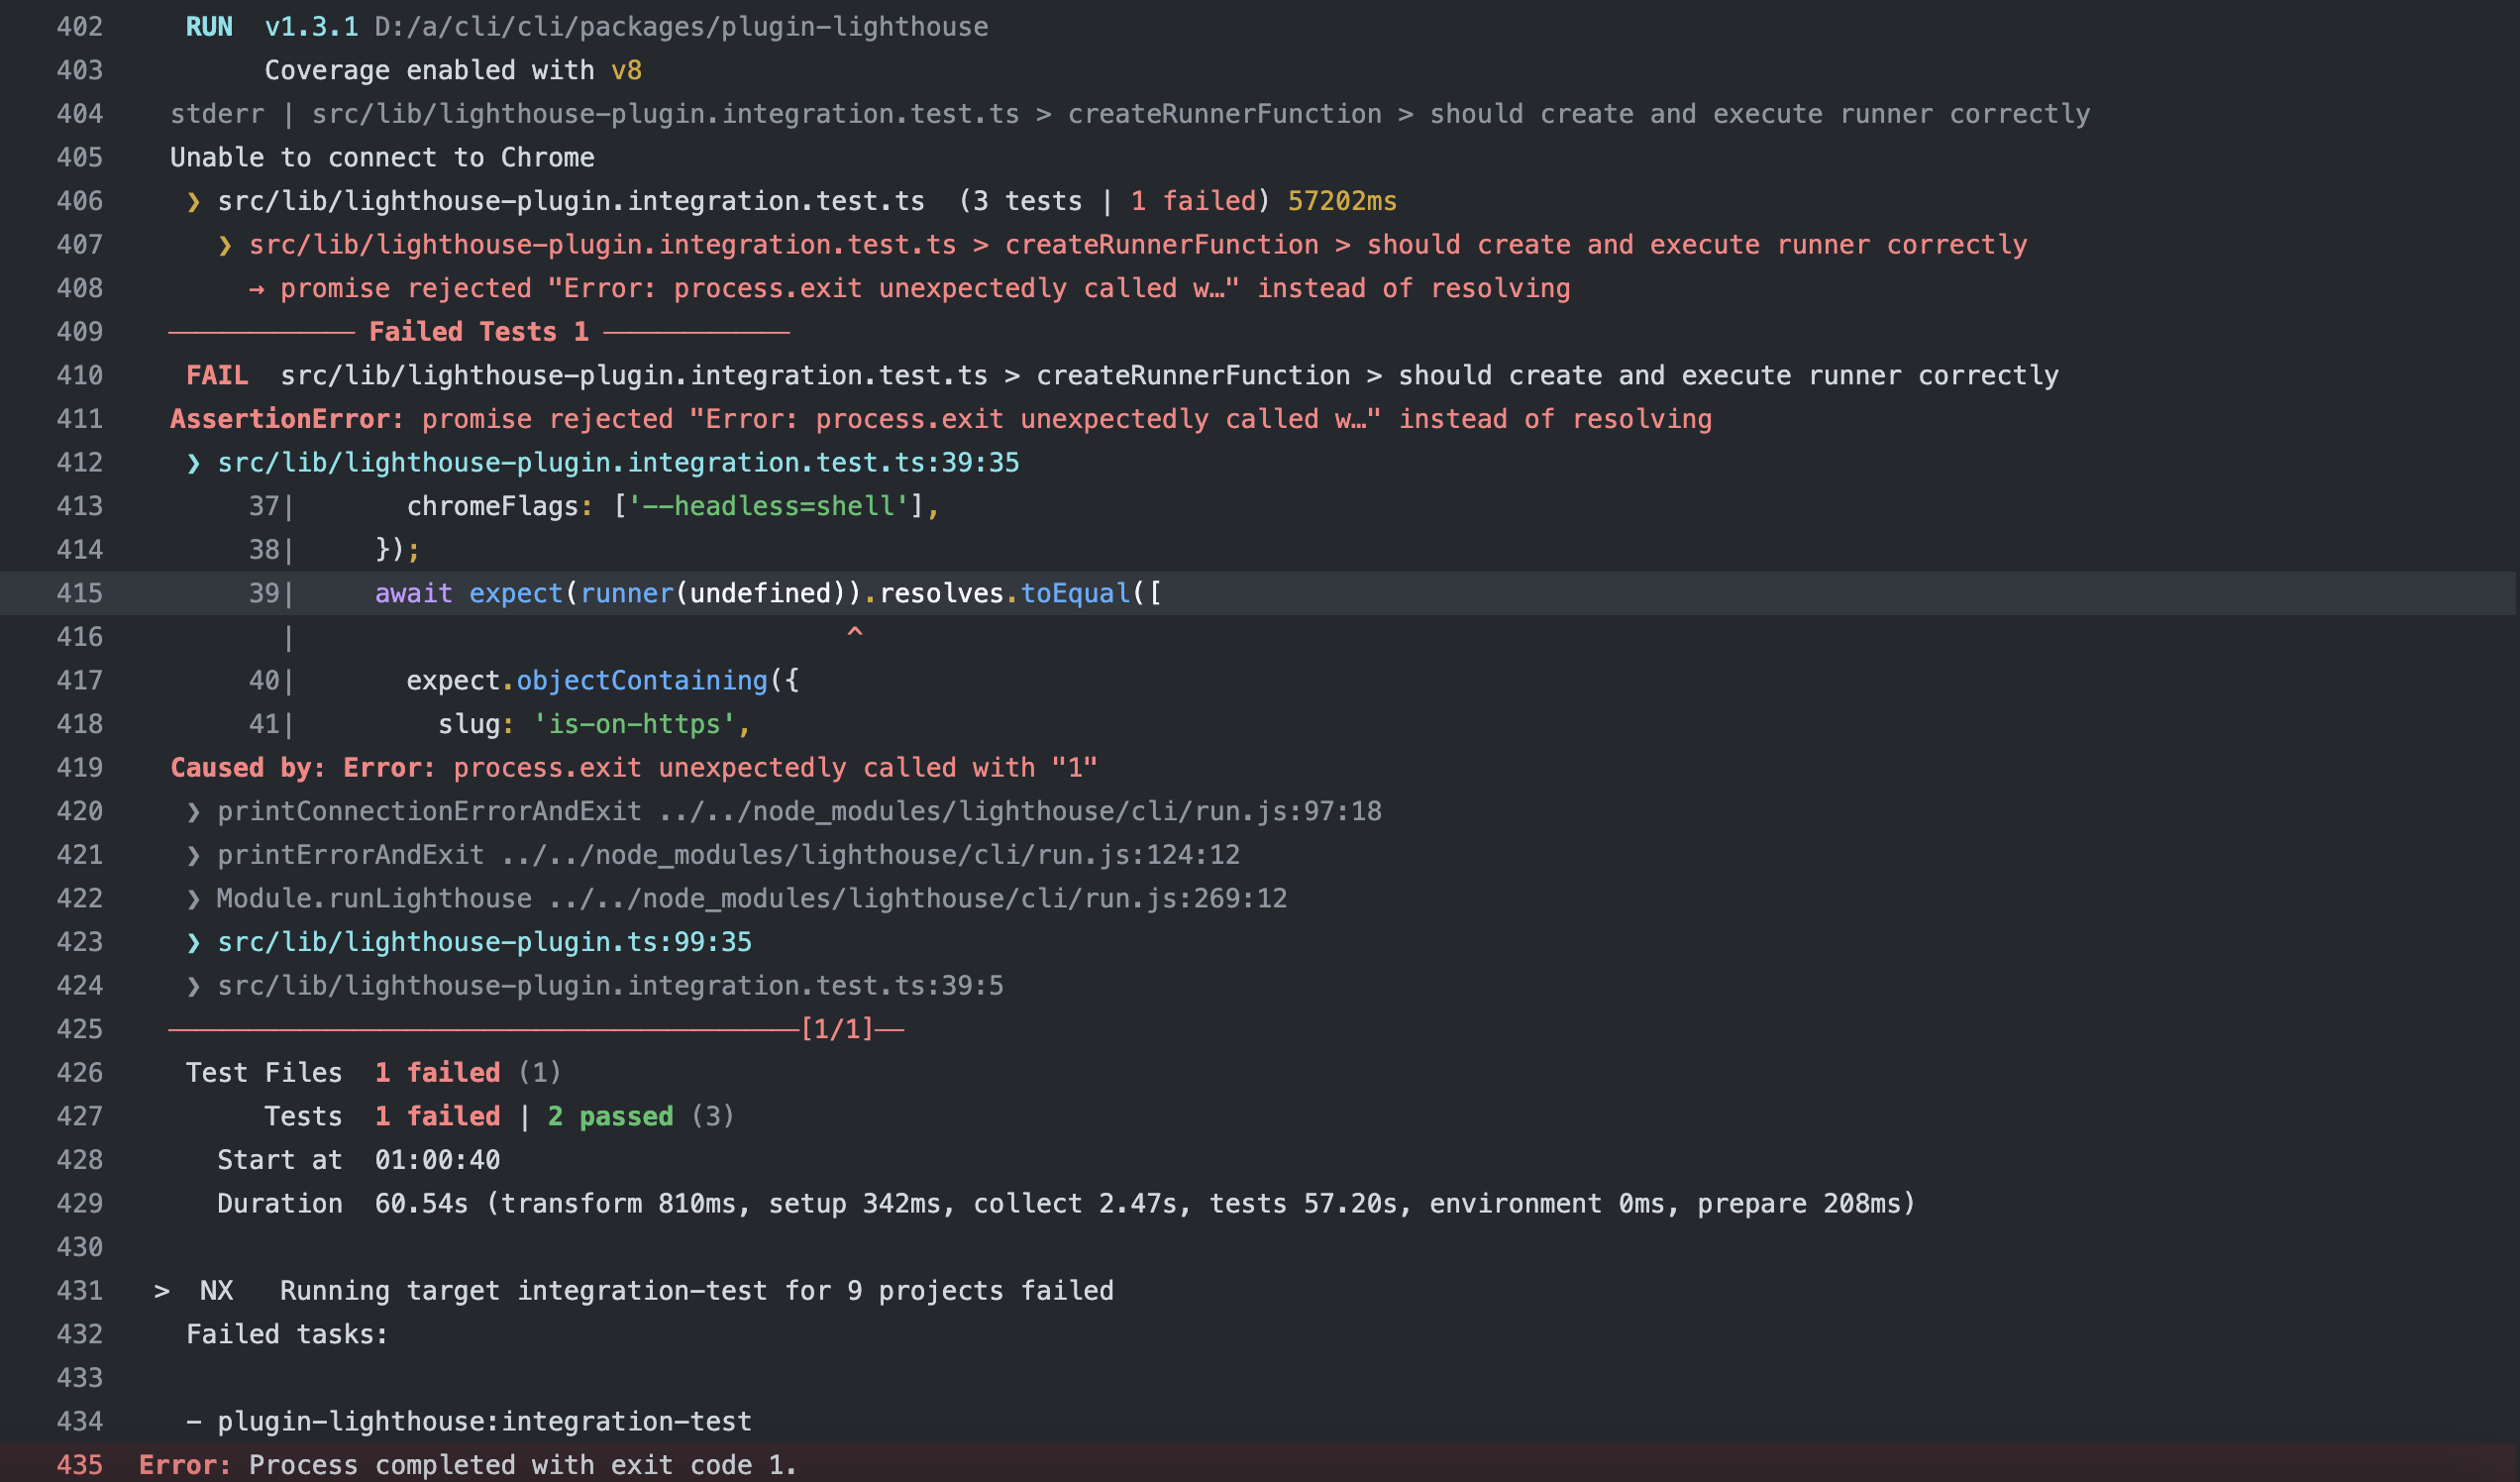 402 RUN v1.3.1 D:/a/cli/cli/packages/plugin-lighthouse
403 Coverage enabled with v8
404 stderr | src/lib/lighthouse-plugin.integration.test.ts > createRunnerFunction > should create and execute runner correctly
405 Unable to connect to Chrome
406 ❯ src/lib/lighthouse-plugin.integration.test.ts (3 tests | 1 failed) 57202ms
407 ❯ src/lib/lighthouse-plugin.integration.test.ts > createRunnerFunction > should create and execute runner correctly
408 → promise rejected "Error: process.exit unexpectedly called w…" instead of resolving
409 ——————— Failed Tests 1 ———————
410 FAIL src/lib/lighthouse-plugin.integration.test.ts > createRunnerFunction > should create and execute runner correctly
411 AssertionError: promise rejected "Error: process.exit unexpectedly called w…" instead of resolving
412 ❯ src/lib/lighthouse-plugin.integration.test.ts:39:35
413 37| chromeFlags: ['--headless=shell'],
414 38| });
415 39| await expect(runner(undefined)).resolves.toEqual([
416 | ^
417 40| expect.objectContaining({
418 41| slug: 'is-on-https',
419 Caused by: Error: process.exit unexpectedly called with "1"
420 ❯ printConnectionErrorAndExit ../../node_modules/lighthouse/cli/run.js:97:18
421 ❯ printErrorAndExit ../../node_modules/lighthouse/cli/run.js:124:12
422 ❯ Module.runLighthouse ../../node_modules/lighthouse/cli/run.js:269:12
423 ❯ src/lib/lighthouse-plugin.ts:99:35
424 ❯ src/lib/lighthouse-plugin.integration.test.ts:39:5
425 ————————————————————————[1/1]—
426 Test Files 1 failed (1)
427 Tests 1 failed | 2 passed (3)
428 Start at 01:00:40
429 Duration 60.54s (transform 810ms, setup 342ms, collect 2.47s, tests 57.20s, environment 0ms, prepare 208ms)
430
431 > NX Running target integration-test for 9 projects failed
432 Failed tasks:
433
434 - plugin-lighthouse:integration-test
435 Error: Process completed with exit code 1.